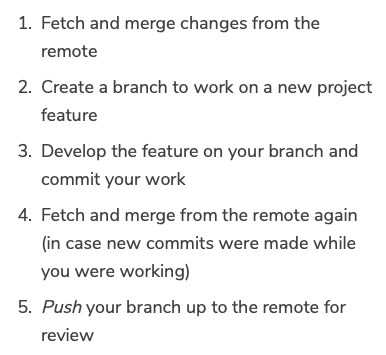 1. Fetch and merge changes from the
remote
2. Create a branch to work on a new project
feature
3. Develop the feature on your branch and
commit your work
4. Fetch and merge from the remote again
(in case new commits were made while
you were working)
5. Push your branch up to the remote for
review